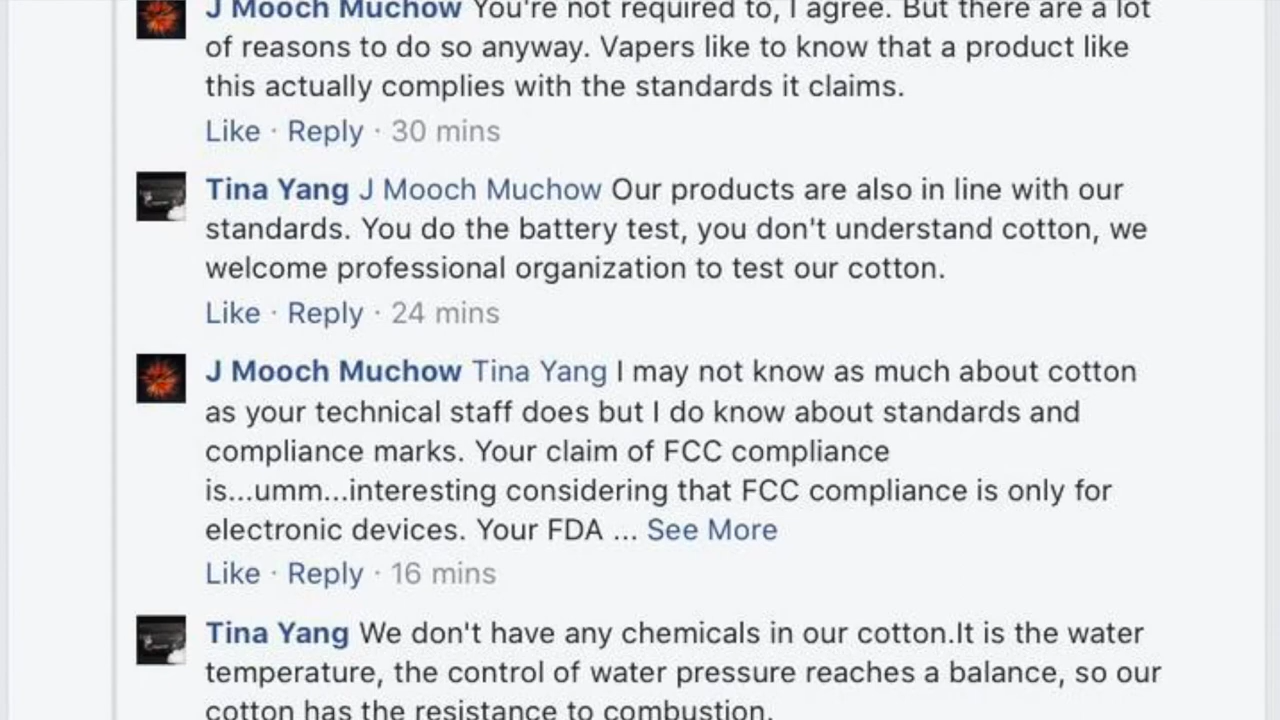 J Mooch Muchow You're not required to, I agree. But there are a lot
of reasons to do so anyway. Vapers like to know that a product like
this actually complies with the standards it claims.
Like · Reply · 30 mins
Tina Yang J Mooch Muchow Our products are also in line with our
standards. You do the battery test, you don't understand cotton, we
welcome professional organization to test our cotton.
Like · Reply · 24 mins
J Mooch Muchow Tina Yang I may not know as much about cotton
as your technical staff does but I do know about standards and
compliance marks. Your claim of FCC compliance
is...umm...interesting considering that FCC compliance is only for
electronic devices. Your FDA ... See More
Like · Reply · 16 mins
Tina Yang We don't have any chemicals in our cotton.It is the water
temperature, the control of water pressure reaches a balance, so our
cotton has the resistance to combustion.